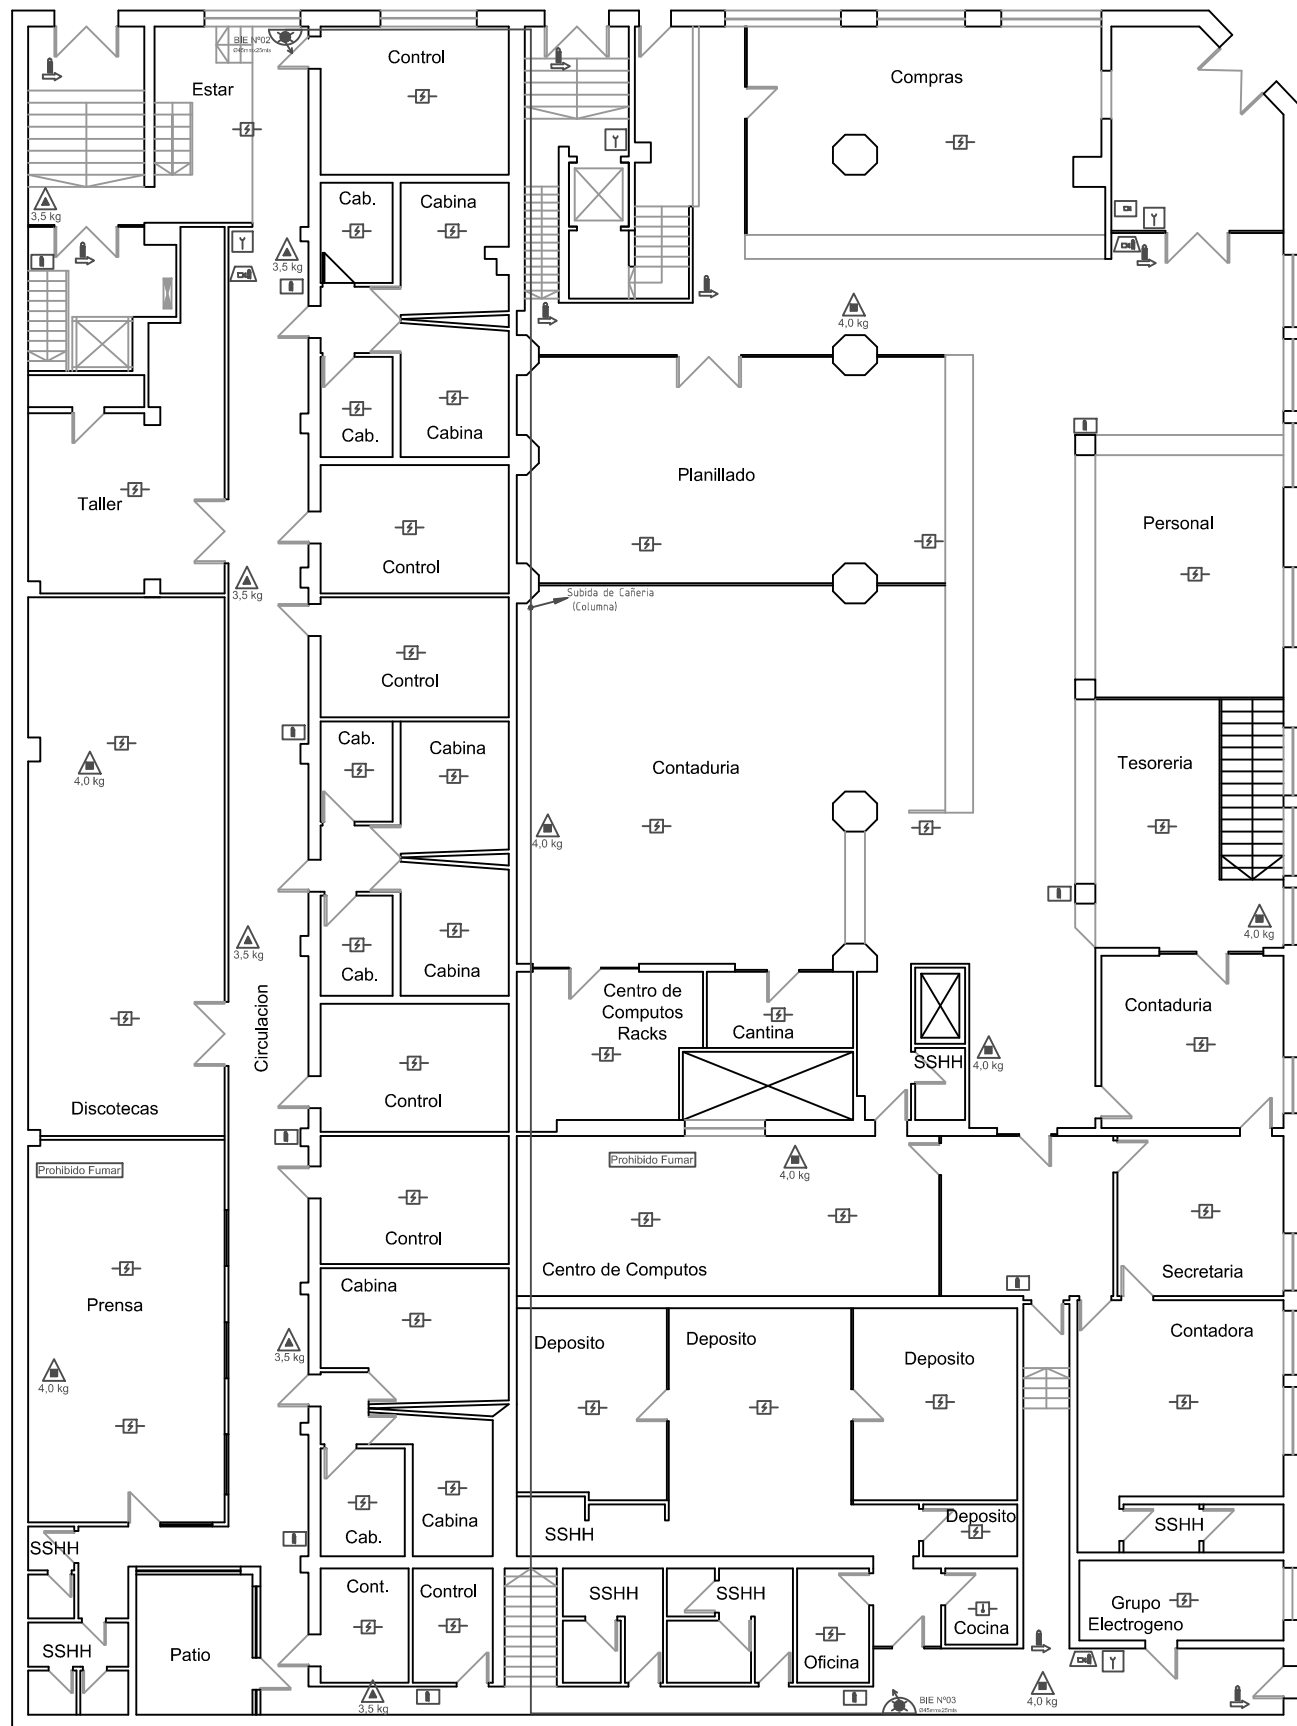 BIE Nº02
Ø45mmx25mts
Control
Compras
Estar
3,5 kg
Cab.
Cabina
3,5 kg
4,0 kg
Cab.
Cabina
Planillado
Taller
Personal
Control
3,5 kg
Subida de Cañeria
(Columna)
Control
Cab.
Cabina
Contaduria
Tesoreria
4,0 kg
4,0 kg
4,0 kg
3,5 kg
Cab.
Cabina
Circulacion
Centro de
Computos
Racks
Cantina
Contaduria
SSHH
4,0 kg
Control
Discotecas
Prohibido Fumar
Prohibido Fumar
4,0 kg
Control
Centro de Computos
Secretaria
Cabina
Prensa
Deposito
Deposito
Deposito
Contadora
3,5 kg
4,0 kg
Cab.
Cabina
SSHH
Deposito
SSHH
SSHH
Cont.
Control
SSHH
SSHH
Cocina
Grupo
Electrogeno
SSHH
Patio
Oficina
3,5 kg
BIE Nº03
Ø45mmx25mts
4,0 kg